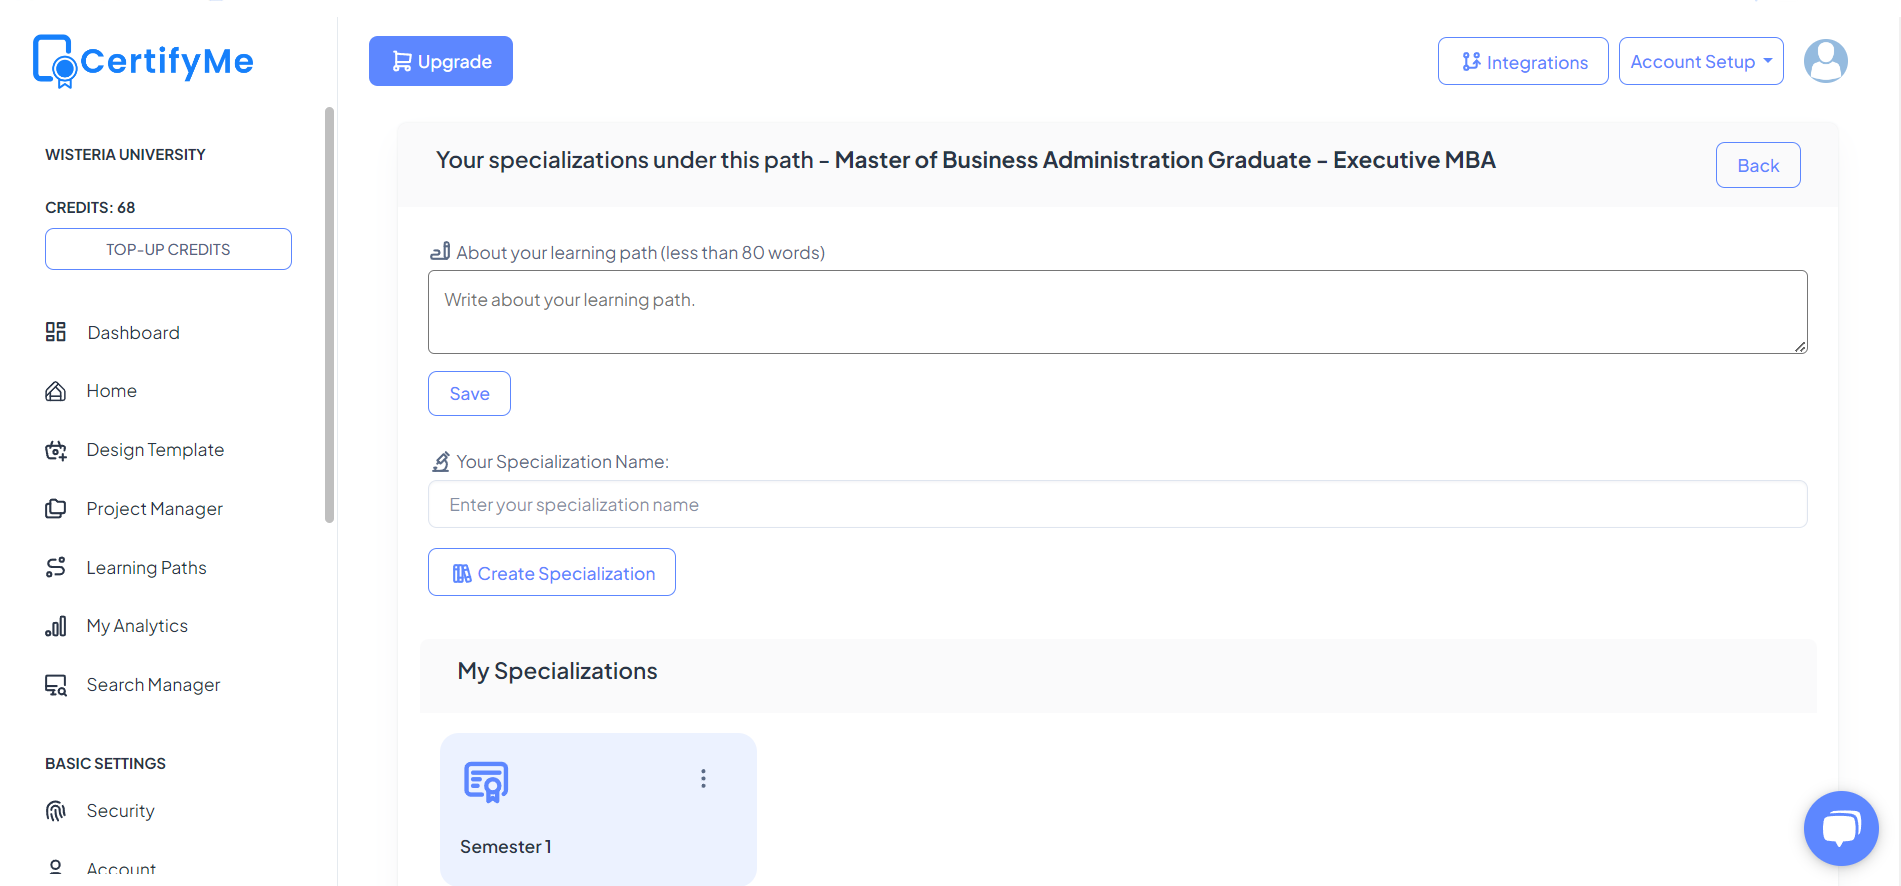 CertifyMe
Upgrade
Integrations
Account Setup
WISTERIA UNIVERSITY
CREDITS: 68
TOP-UP CREDITS
Dashboard
Home
Design Template
Project Manager
Learning Paths
My Analytics
Search Manager
BASIC SETTINGS
Security
Account
Your specializations under this path - Master of Business Administration Graduate - Executive MBA
Back
About your learning path (less than 80 words)
Write about your learning path.
Save
Your Specialization Name:
Enter your specialization name
Create Specialization
My Specializations
Semester 1